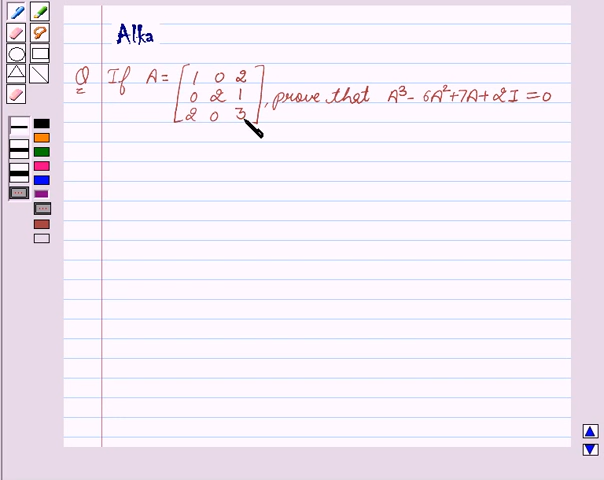 Alka
Q If A = [1 0 2], prove that A³ - 6A² + 7A + 2I = 0
0 2 1
2 0 3